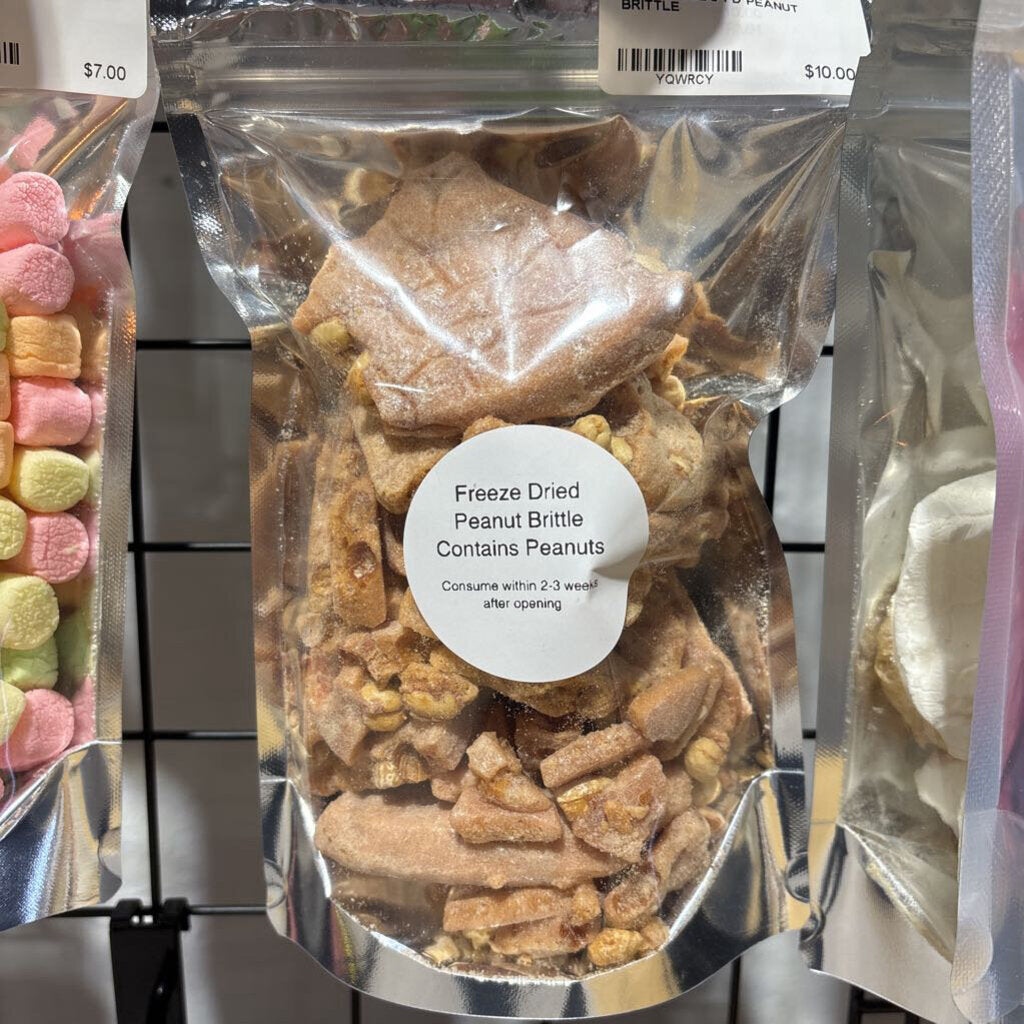 $7.00
PEANUT
BRITTLE
YQWRCY
$10.00
Freeze Dried
Peanut Brittle
Contains Peanuts
Consume within 2-3 weeks
after opening